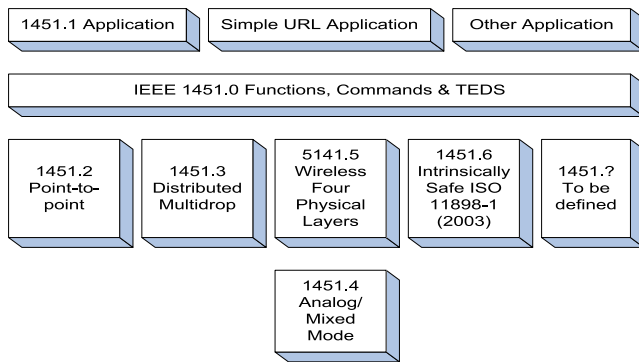 1451.1 Application
Simple URL Application
Other Application
IEEE 1451.0 Functions, Commands & TEDS
1451.2
Point-to-
point
1451.3
Distributed
Multidrop
5141.5
Wireless
Four
Physical
Layers
1451.6
Intrinsically
Safe ISO
11898-1
(2003)
1451.?
To be
defined
1451.4
Analog/
Mixed
Mode